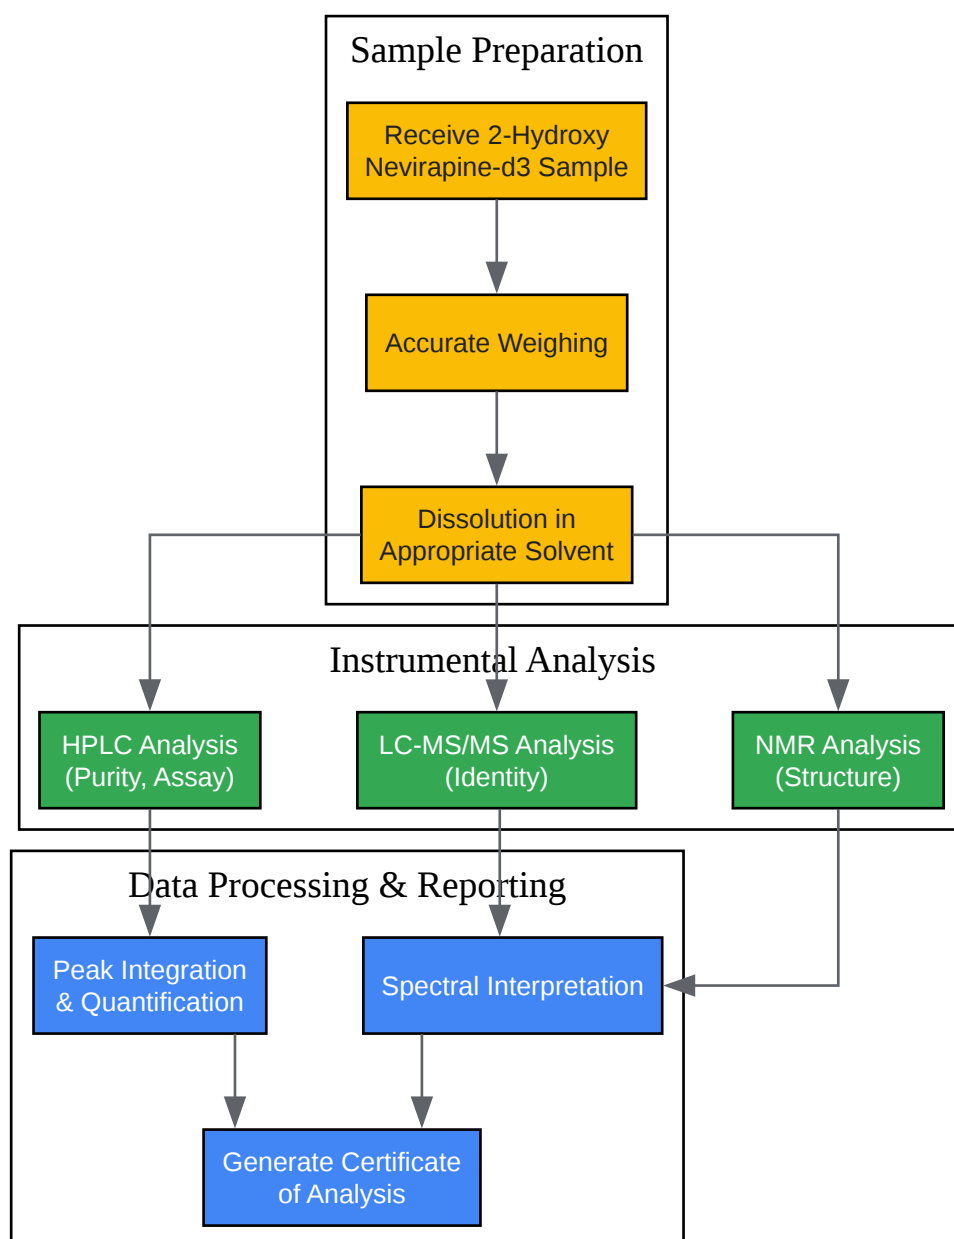 Sample Preparation
Receive 2-Hydroxy
Nevirapine-d3 Sample
Accurate Weighing
Dissolution in
Appropriate Solvent
Instrumental Analysis
HPLC Analysis
(Purity, Assay)
LC-MS/MS Analysis
(Identity)
NMR Analysis
(Structure)
Data Processing & Reporting
Peak Integration
& Quantification
Spectral Interpretation
Generate Certificate
of Analysis